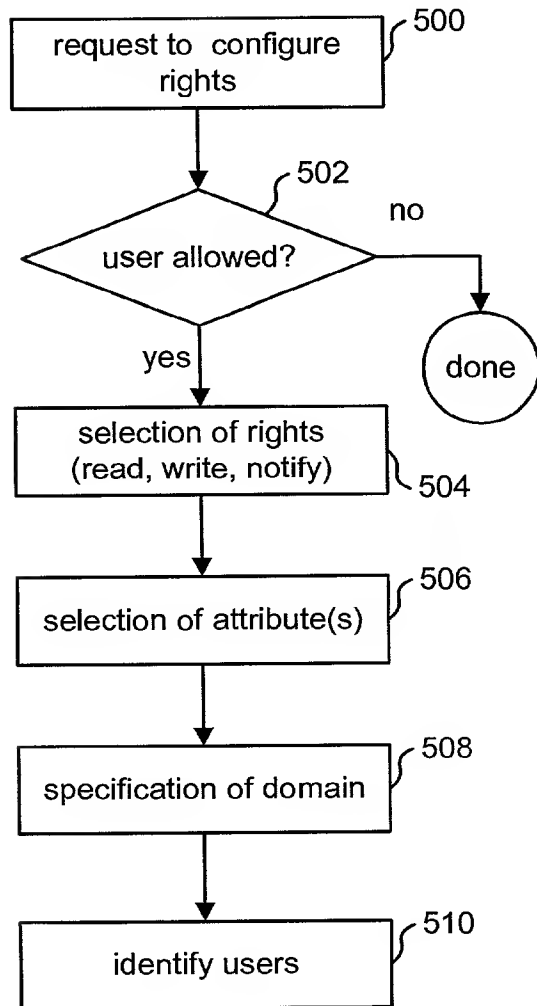 500
request to configure
rights
502
no
user allowed?
yes
done
selection of rights
(read, write, notify)
504
506
selection of attribute(s)
508
specification of domain
510
identify users